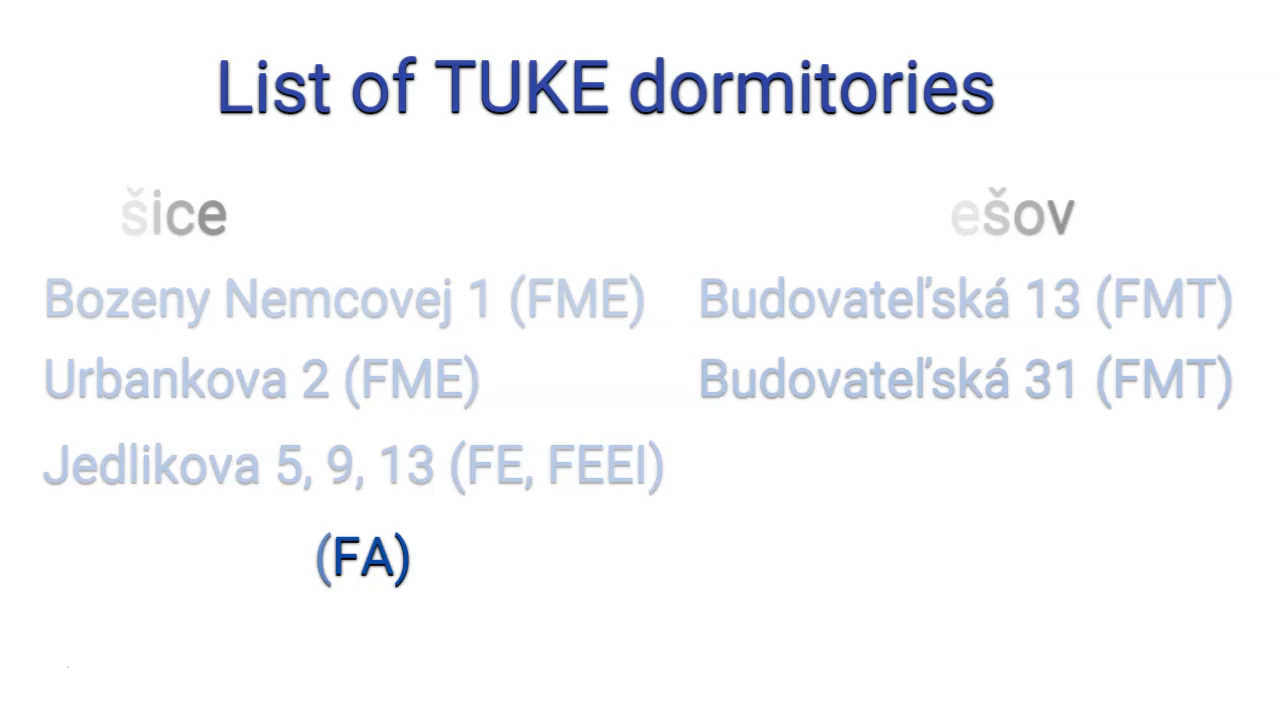 List of TUKE dormitories
šice
ešov
Bozeny Nemcovej 1 (FME)
Budovateľská 13 (FMT)
Urbankova 2 (FME)
Budovateľská 31 (FMT)
Jedlikova 5, 9, 13 (FE, FEEI)
(FA)